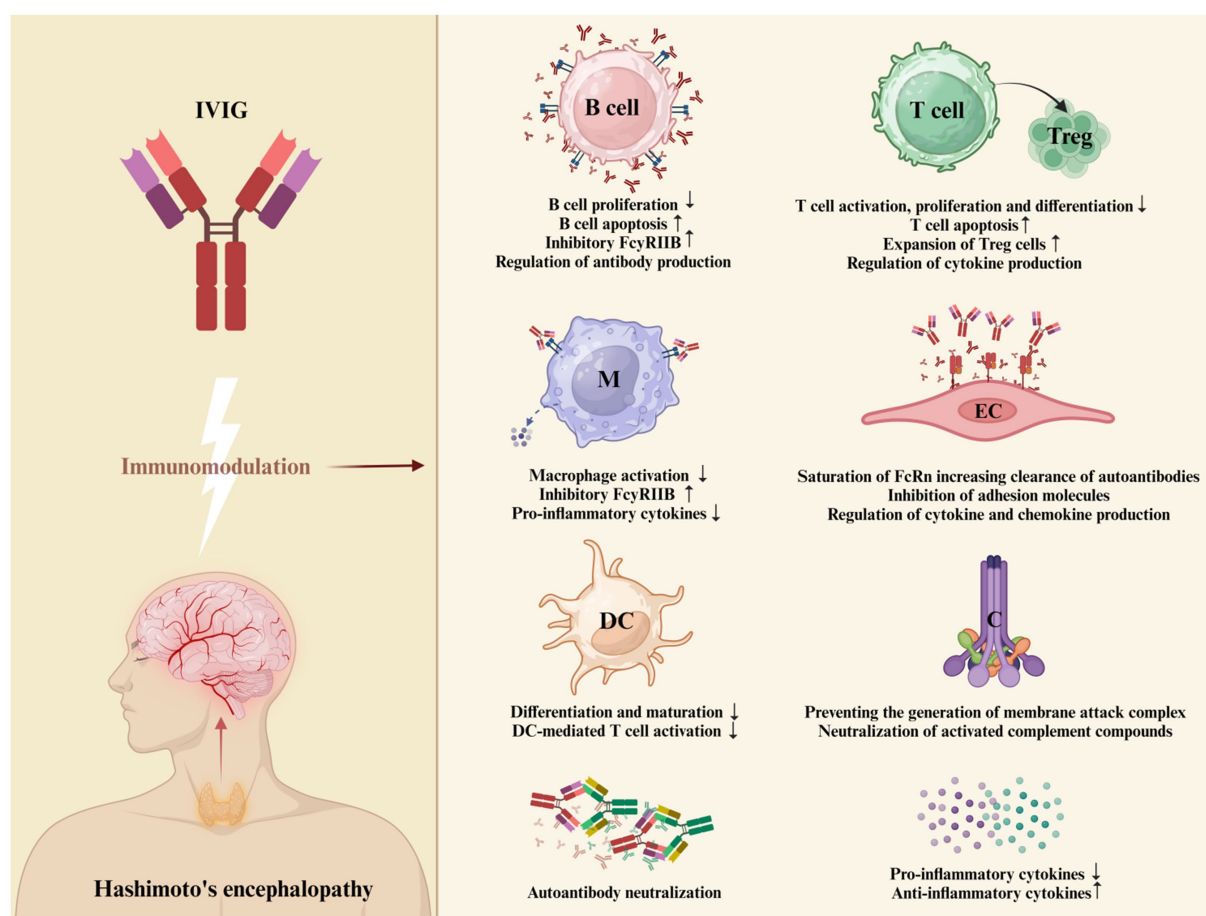 IVIG
Immunomodulation
Hashimoto's encephalopathy
B cell
B cell proliferation ↓
B cell apoptosis ↑
Inhibitory FcyRIIB ↑
Regulation of antibody production
T cell
Treg
T cell activation, proliferation and differentiation ↓
T cell apoptosis ↑
Expansion of Treg cells ↑
Regulation of cytokine production
M
Macrophage activation ↓
Inhibitory FcyRIIB ↑
Pro-inflammatory cytokines ↓
EC
Saturation of FcRn increasing clearance of autoantibodies
Inhibition of adhesion molecules
Regulation of cytokine and chemokine production
DC
Differentiation and maturation ↓
DC-mediated T cell activation ↓
C
Preventing the generation of membrane attack complex
Neutralization of activated complement compounds
Autoantibody neutralization
Pro-inflammatory cytokines ↓
Anti-inflammatory cytokines ↑